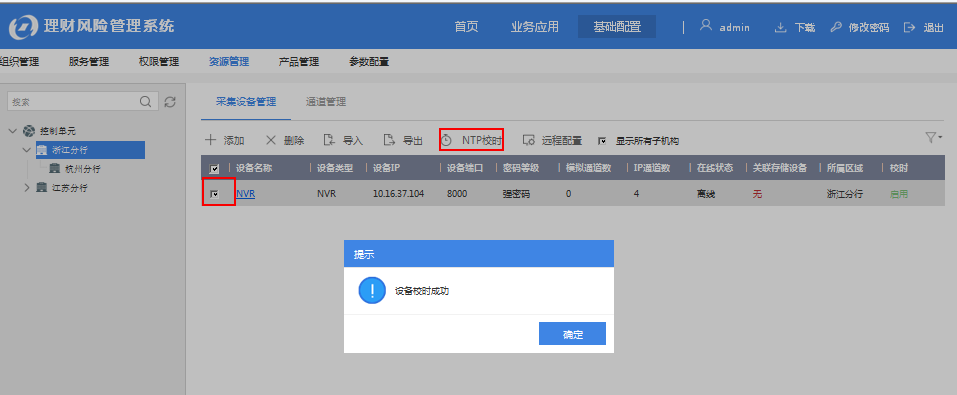 理财风险管理系统
首页 业务应用 基础配置 admin 下载 修改密码 退出
组织管理 服务管理 权限管理 资源管理 产品管理 参数配置
搜索
采集设备管理 通道管理
控制单元
浙江分行
杭州分行
江苏分行
添加 删除 导入 导出 NTP校时 远程配置 显示所有子机构
设备名称 设备类型 设备IP 设备端口 密码等级 模拟通道数 IP通道数 在线状态 关联存储设备 所属区域 校时
NVR NVR 10.16.37.104 8000 强密码 0 4 离线 无 浙江分行 启用
提示
设备校时成功
确定